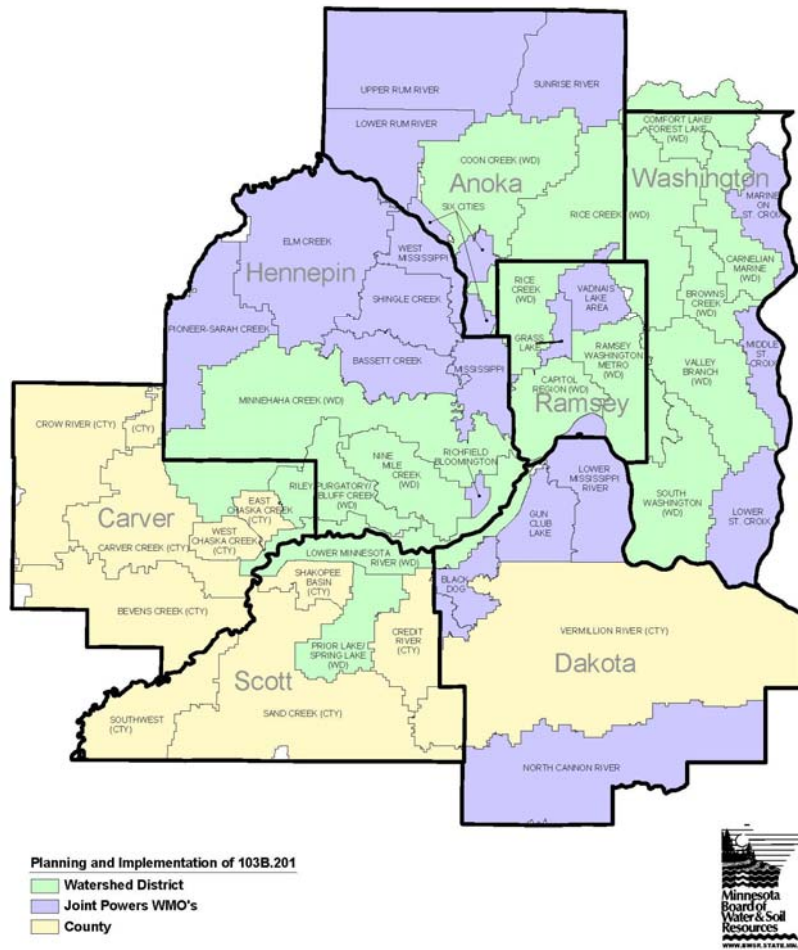 UPPER RUM RIVER
SUNRISE RIVER
LOWER RUM RIVER
COMFORT LAKE/
FOREST LAKE (WD)
COON CREEK (WD)
Anoka
Washington
SIX CITIES
RICE CREEK (WD)
MARINE
ON
ST. CROIX
ELM CREEK
WEST
MISSISSIPPI
Hennepin
CARNELIAN
MARINE
(WD)
RICE
CREEK
(WD)
VADNAIS
LAKE
AREA
BROWNS
CREEK
(WD)
SHINGLE CREEK
PIONEER-SARAH CREEK
GRASS
LAKE
RAMSEY
WASHINGTON
METRO
(WD)
MIDDLE
ST. CROIX
BASSETT CREEK
MISSISSIPPI
VALLEY
BRANCH
(WD)
CAPITOL
REGION (WD)
Ramsey
MINNEHAHA CREEK (WD)
CROW RIVER (CTY)
(CTY)
NINE
MILE
CREEK
(WD)
RICHFIELD
BLOOMINGTON
RILEY PURGATORY/
BLUFF CREEK
(WD)
LOWER
MISSISSIPPI
RIVER
EAST
CHASKA CREEK
(CTY)
Carver
SOUTH
WASHINGTON
(WD)
LOWER
ST. CROIX
GUN
CLUB
LAKE
WEST
CHASKA CREEK
(CTY)
CARVER CREEK (CTY)
LOWER MINNESOTA
RIVER (WD)
SHAKOPEE
BASIN
(CTY)
BLACK
DOG
BEVENS CREEK (CTY)
CREDIT
RIVER
(CTY)
VERMILLION RIVER (CTY)
PRIOR LAKE/
SPRING LAKE
(WD)
Dakota
Scott
SAND CREEK (CTY)
SOUTHWEST
(CTY)
NORTH CANNON RIVER
Planning and Implementation of 103B.201
Watershed District
Joint Powers WMO's
County
Minnesota
Board of
Water & Soil
Resources